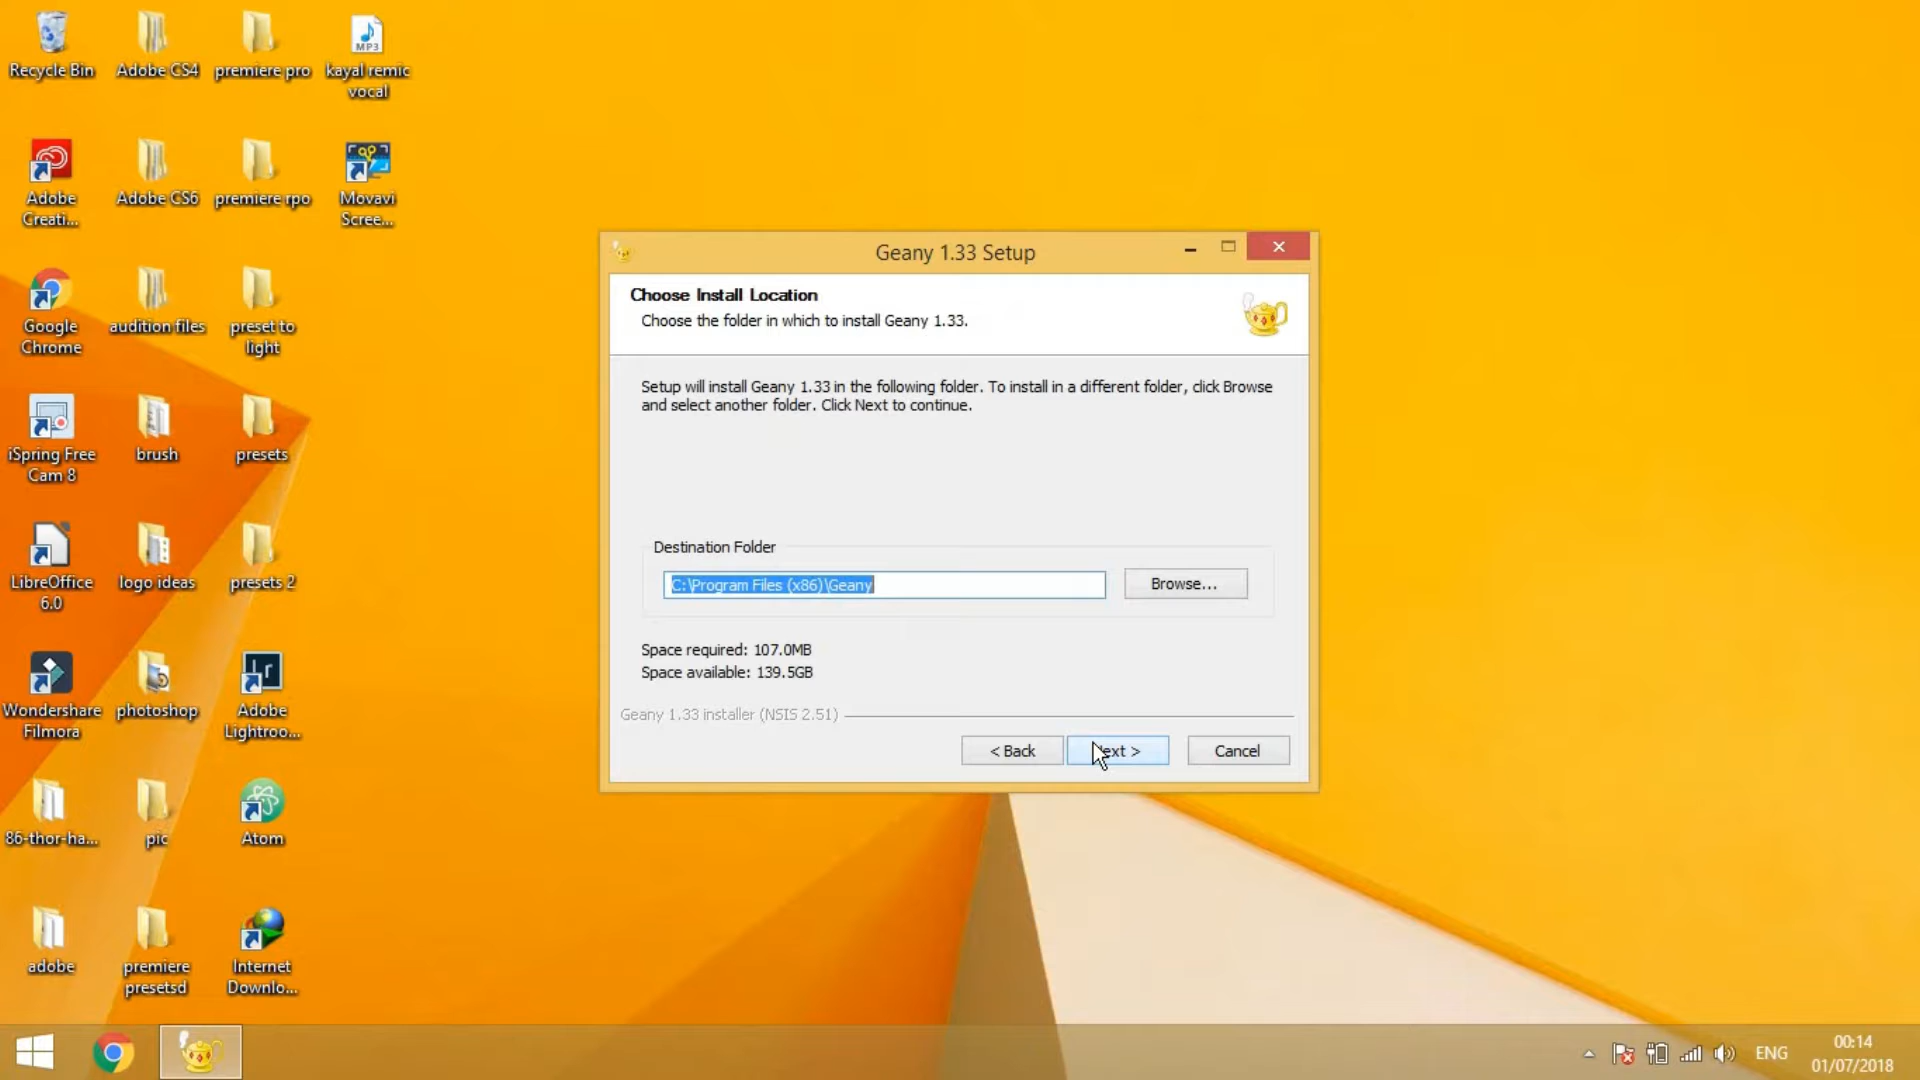 Recycle Bin
Adobe CS4
premiere pro
MP3
kayal remic
vocal
Adobe
Creati...
Adobe CS6
premiere rpo
Movavi
Scree...
Google
Chrome
audition files
preset to
light
iSpring Free
Cam 8
brush
presets
LibreOffice
6.0
logo ideas
presets 2
Wondershare
Filmora
photoshop
Lr
Adobe
Lightroo...
86-thor-ha...
pic
Atom
adobe
premiere
presetsd
Internet
Downlo...
Geany 1.33 Setup
Choose Install Location
Choose the folder in which to install Geany 1.33.
Setup will install Geany 1.33 in the following folder. To install in a different folder, click Browse
and select another folder. Click Next to continue.
Destination Folder
C:\Program Files (x86)\Geany
Browse...
Space required: 107.0MB
Space available: 139.5GB
Geany 1.33 installer (NSIS 2.51)
< Back
Next >
Cancel
ENG
00:14
01/07/2018